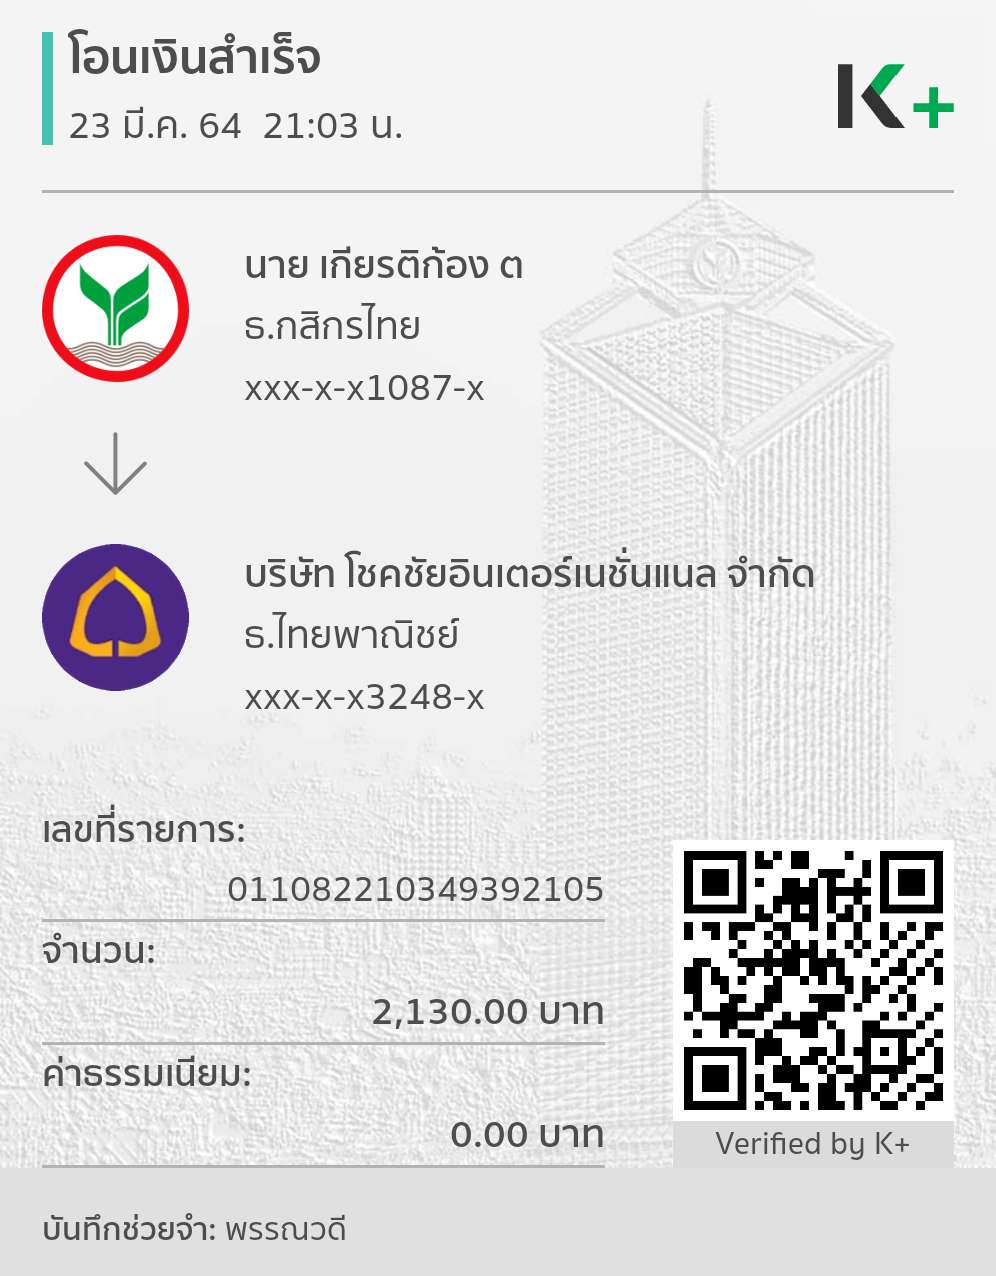 โอนเงินสำเร็จ
23 มี.ค. 64 21:03 น.
K+
นาย เกียรติก้อง ต
ธ.กสิกรไทย
xxx-x-x1087-x
บริษัท โชคชัยอินเตอร์เนชั่นแนล จำกัด
ธ.ไทยพาณิชย์
xxx-x-x3248-x
เลขที่รายการ:
011082210349392105
จำนวน:
2,130.00 บาท
ค่าธรรมเนียม:
0.00 บาท
Verified by K+
บันทึกช่วยจำ: พรรณวดี